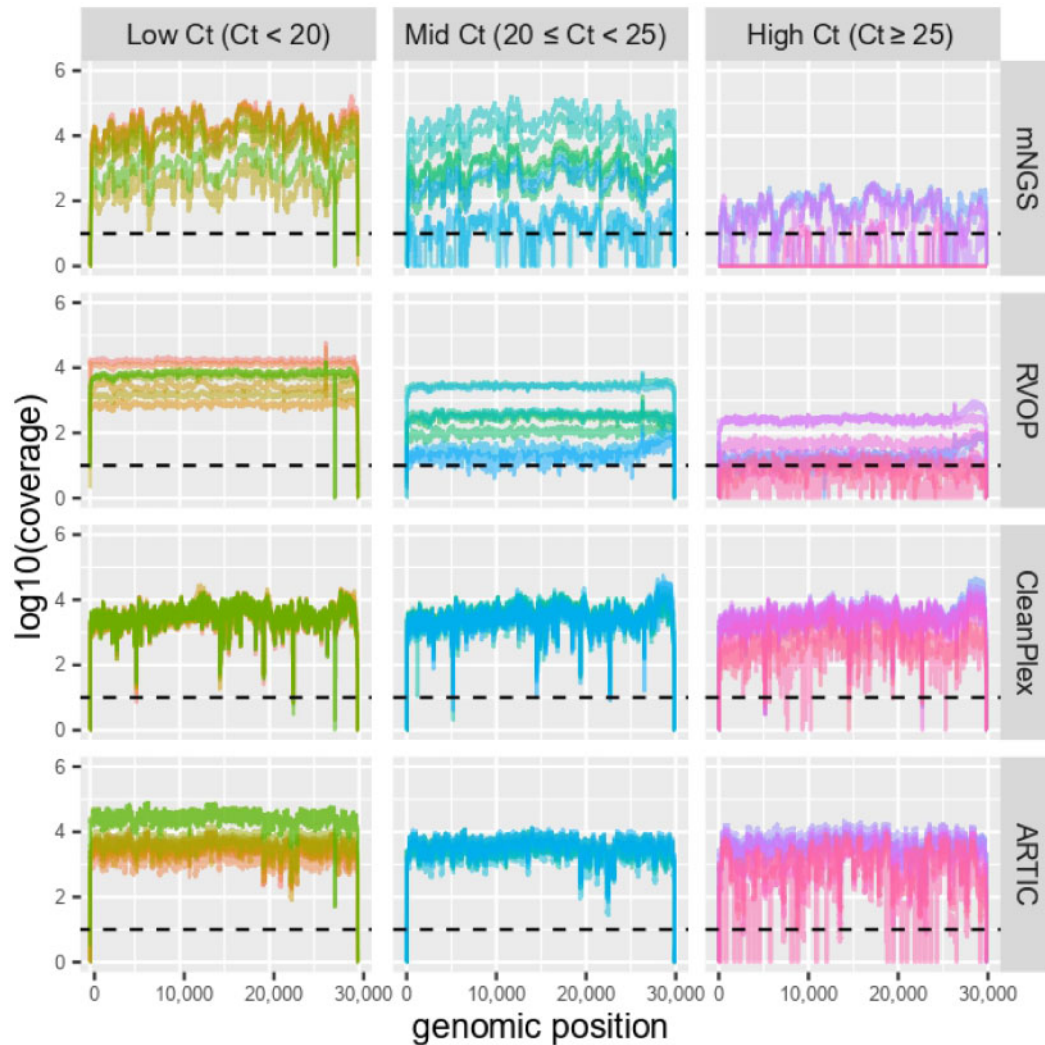 Low Ct (Ct < 20) Mid Ct (20 ≤ Ct < 25) High Ct (Ct ≥ 25)
6
4
2
0
mNGS
6
4
2
0
RVOP
6
4
2
0
CleanPlex
6
4
2
0
ARTIC
log10(coverage)
0 10,000 20,000 30,000 0 10,000 20,000 30,000 0 10,000 20,000 30,000
genomic position